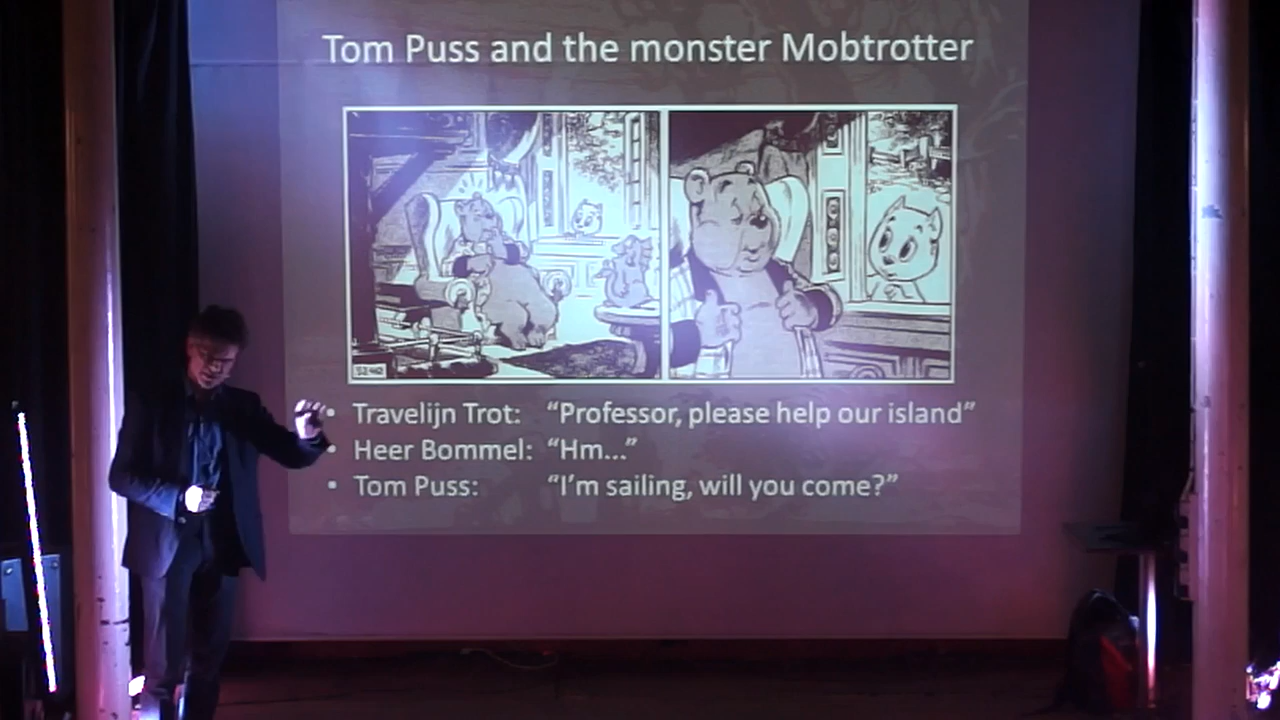 Tom Puss and the monster Mobtrotter
• Travelijn Trot: “Professor, please help our island”
• Heer Bommel: “Hm...”
• Tom Puss: “I’m sailing, will you come?”